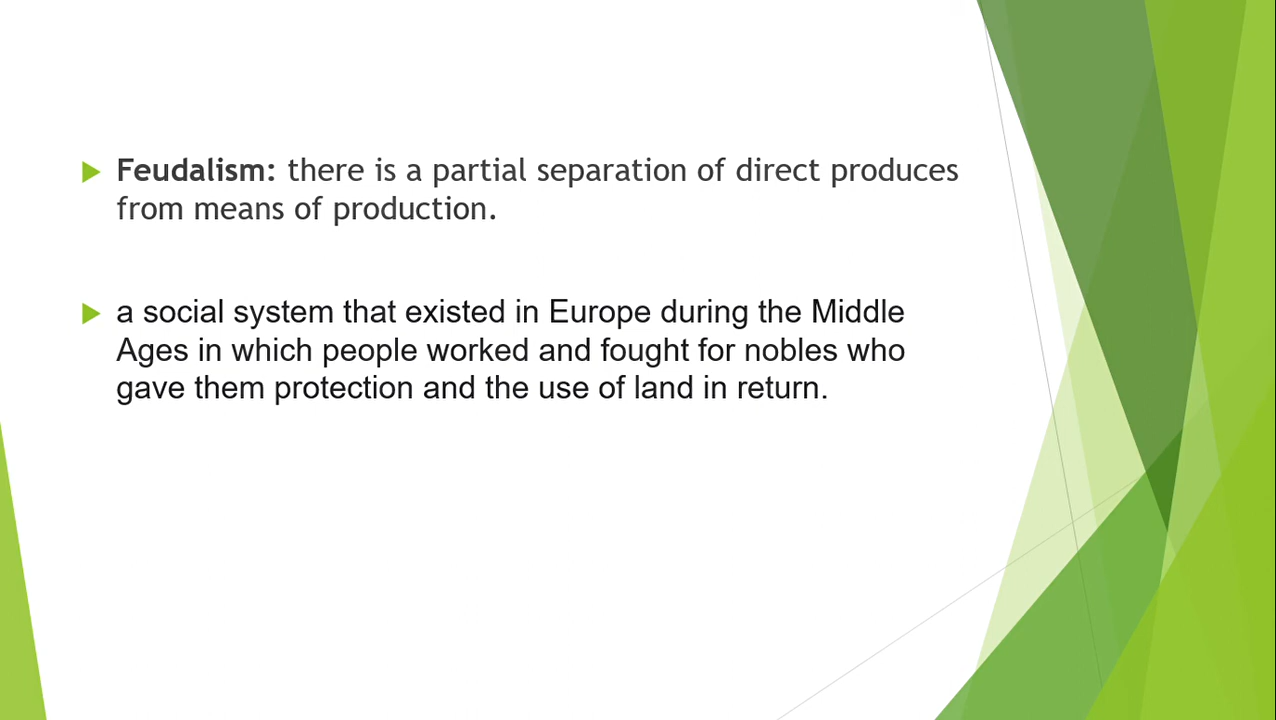 Feudalism: there is a partial separation of direct produces
from means of production.
a social system that existed in Europe during the Middle
Ages in which people worked and fought for nobles who
gave them protection and the use of land in return.